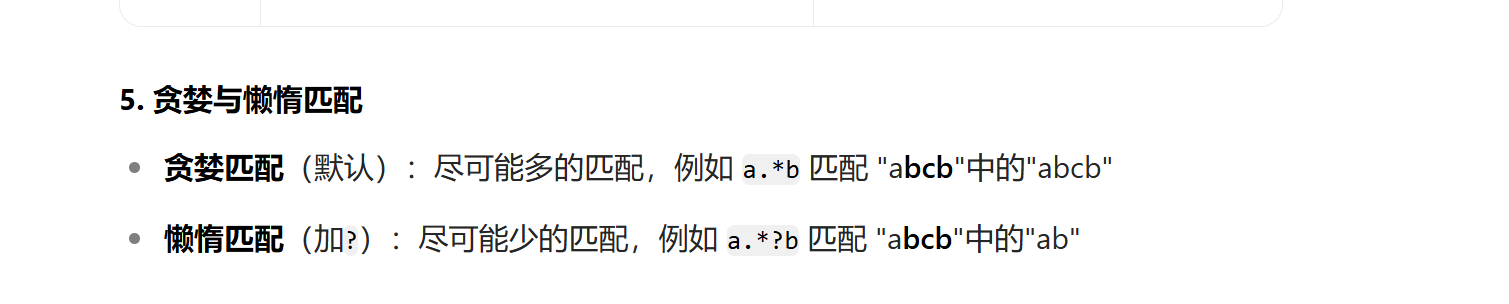 5. 贪婪与懒惰匹配
贪婪匹配（默认）：尽可能多的匹配，例如 a.*b 匹配 "abcb"中的"abcb"
懒惰匹配（加?）：尽可能少的匹配，例如 a.*?b 匹配 "abcb"中的"ab"